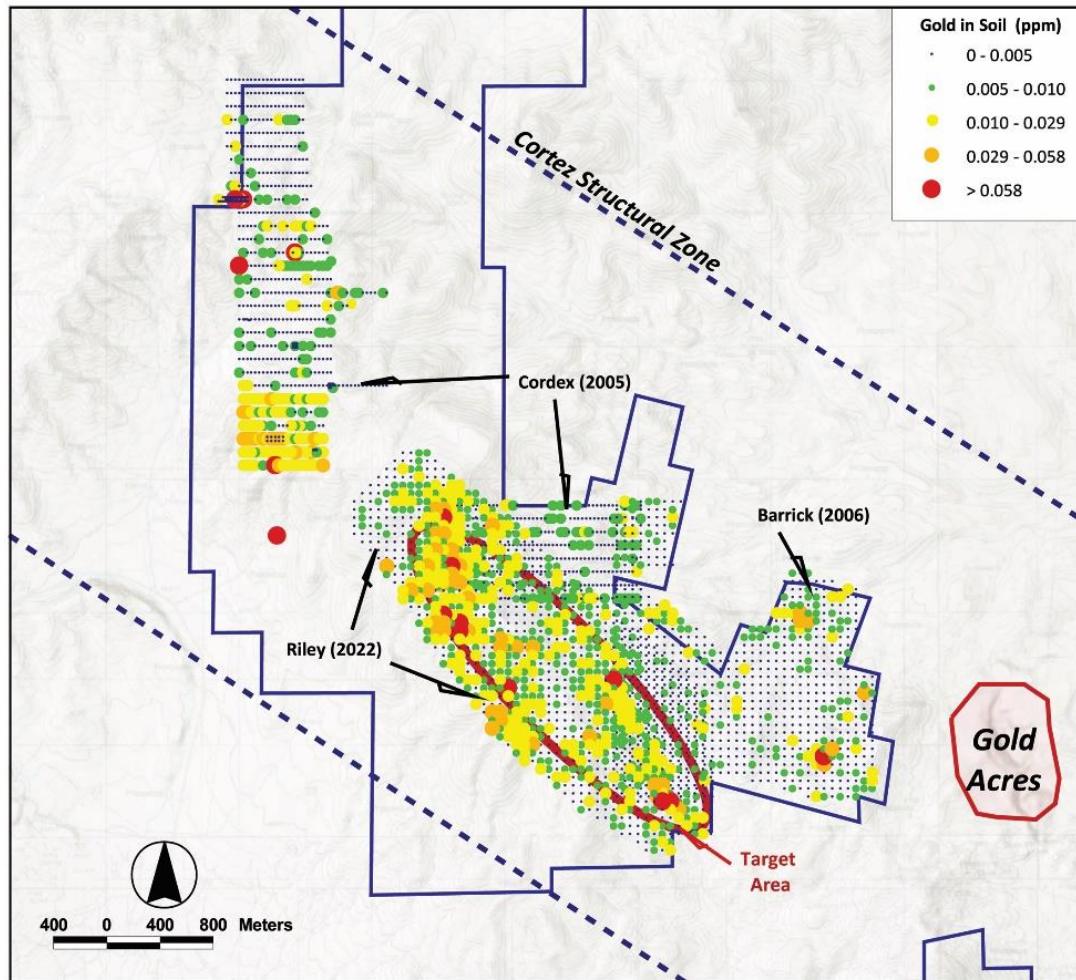 Gold in Soil (ppm)
0 - 0.005
0.005 - 0.010
0.010 - 0.029
0.029 - 0.058
> 0.058
Cortez Structural Zone
Cordex (2005)
Barrick (2006)
Riley (2022)
Gold
Acres
Target
Area
400 0 400 800 Meters